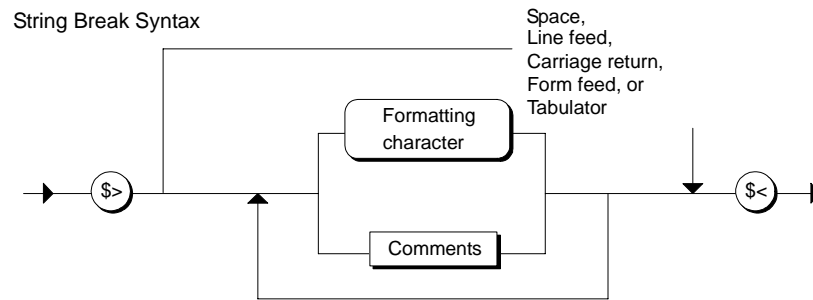 String Break Syntax
Space,
Line feed,
Carriage return,
Form feed, or
Tabulator
Formatting
character
$>
$<
Comments